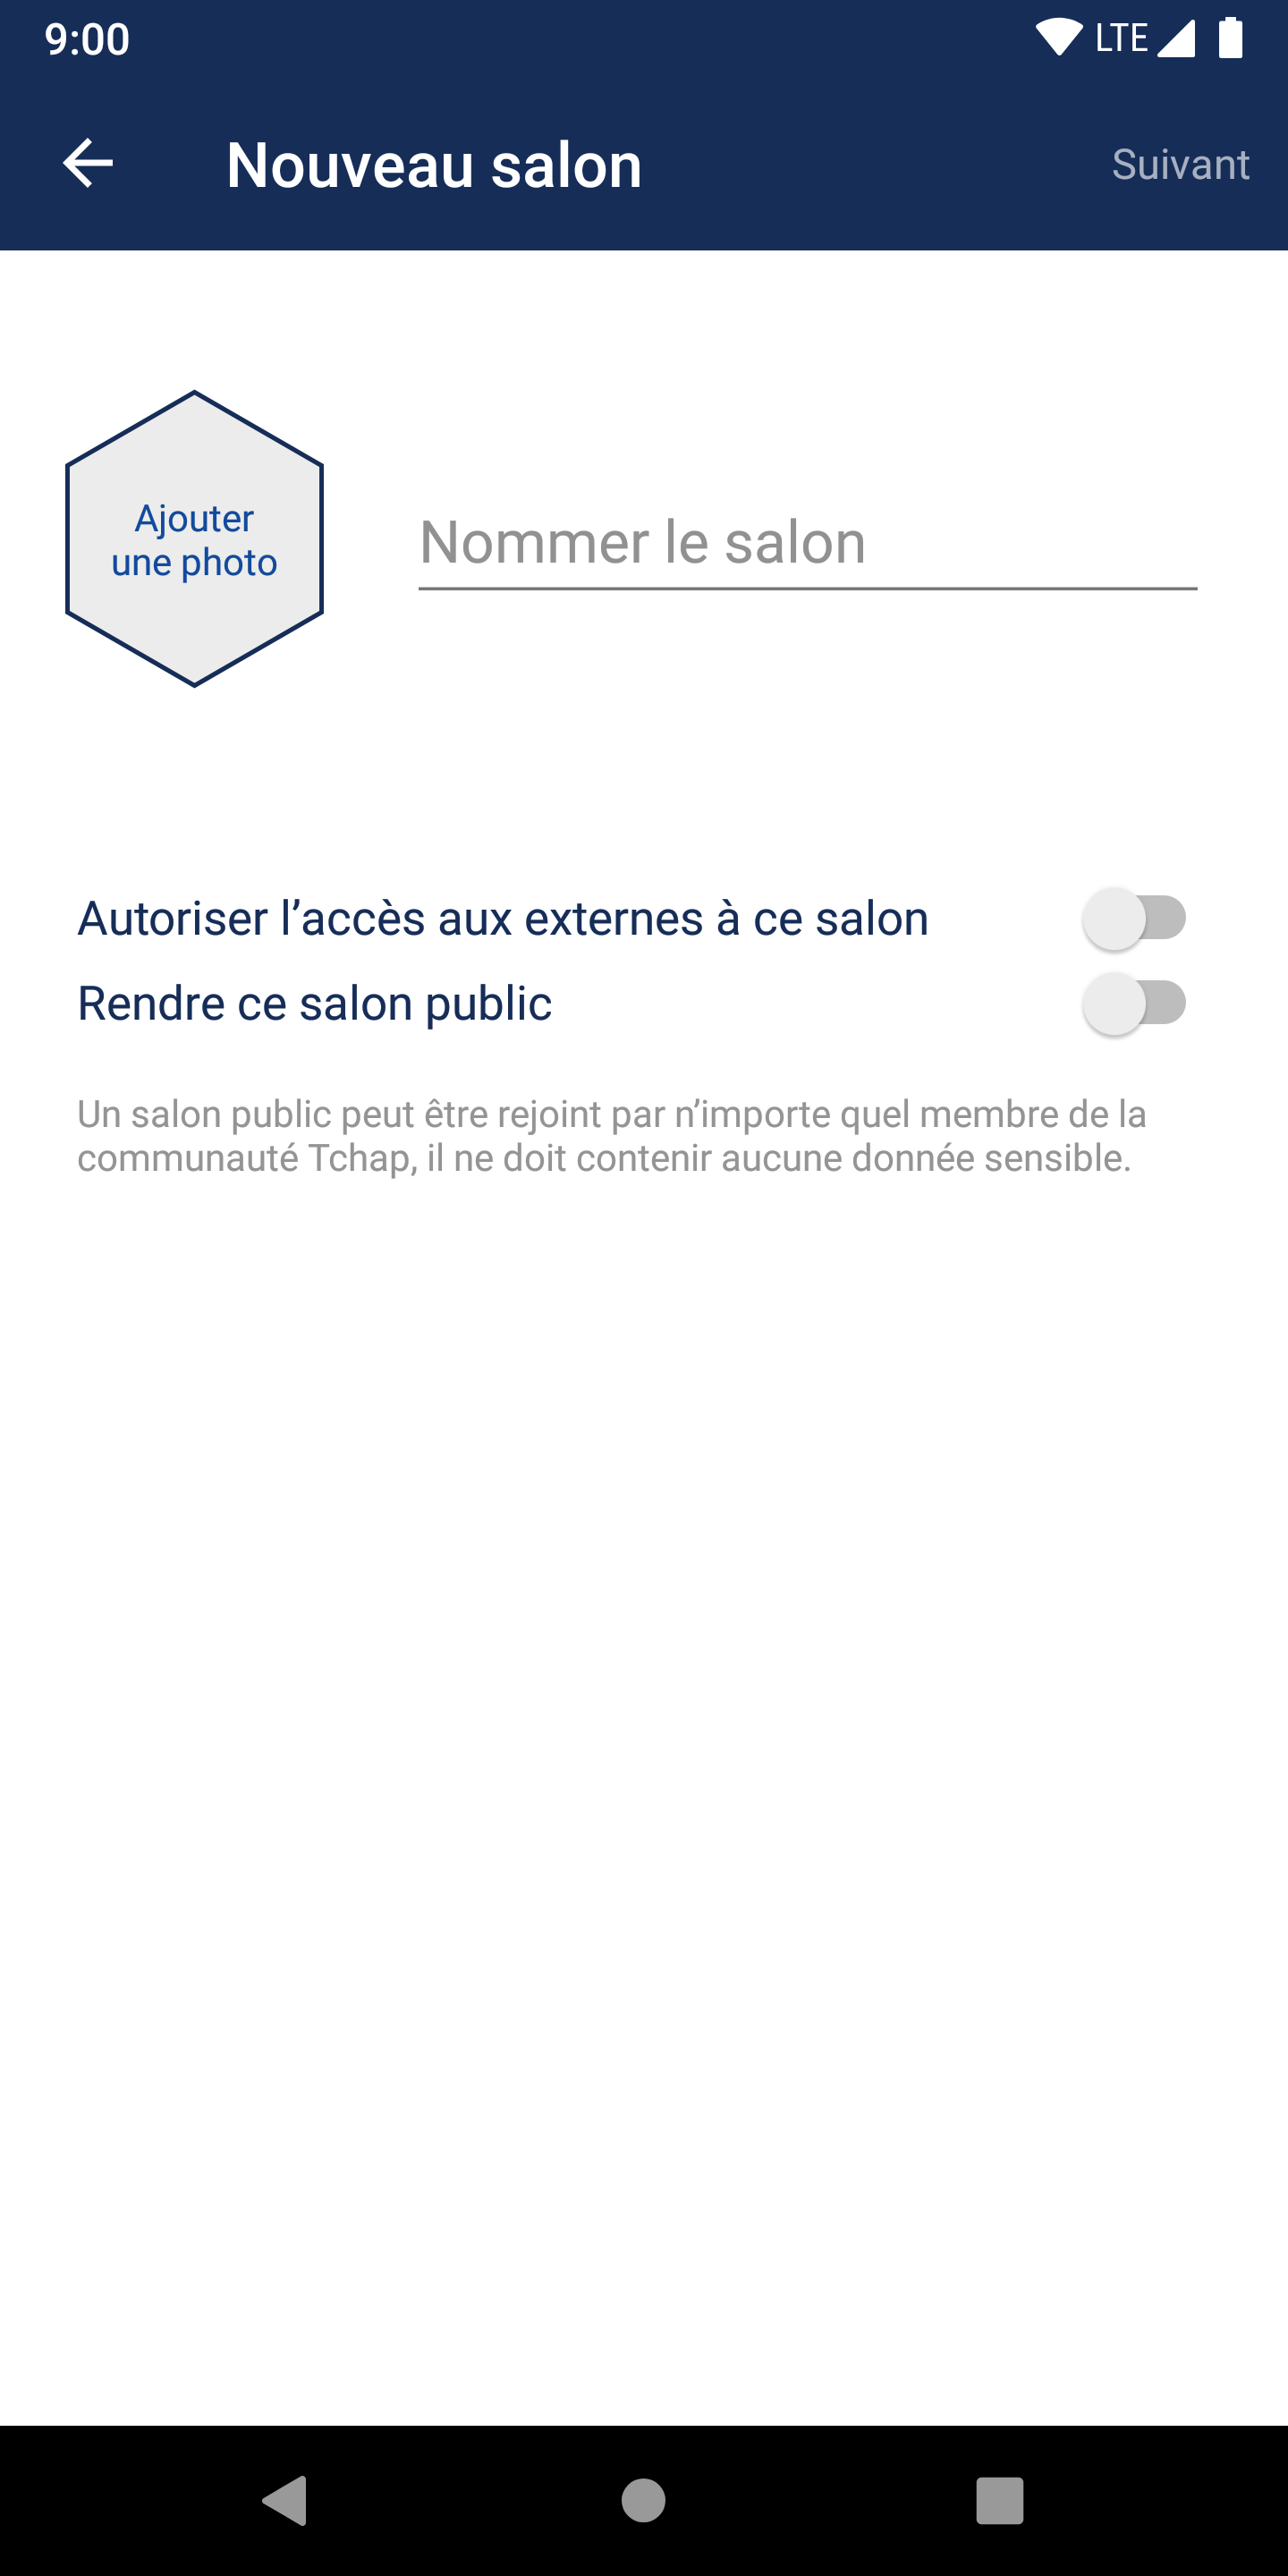 9:00
LTE
Nouveau salon
Suivant
Ajouter
une photo
Nommer le salon
Autoriser l’accès aux externes à ce salon
Rendre ce salon public
Un salon public peut être rejoint par n’importe quel membre de la
communauté Tchap, il ne doit contenir aucune donnée sensible.